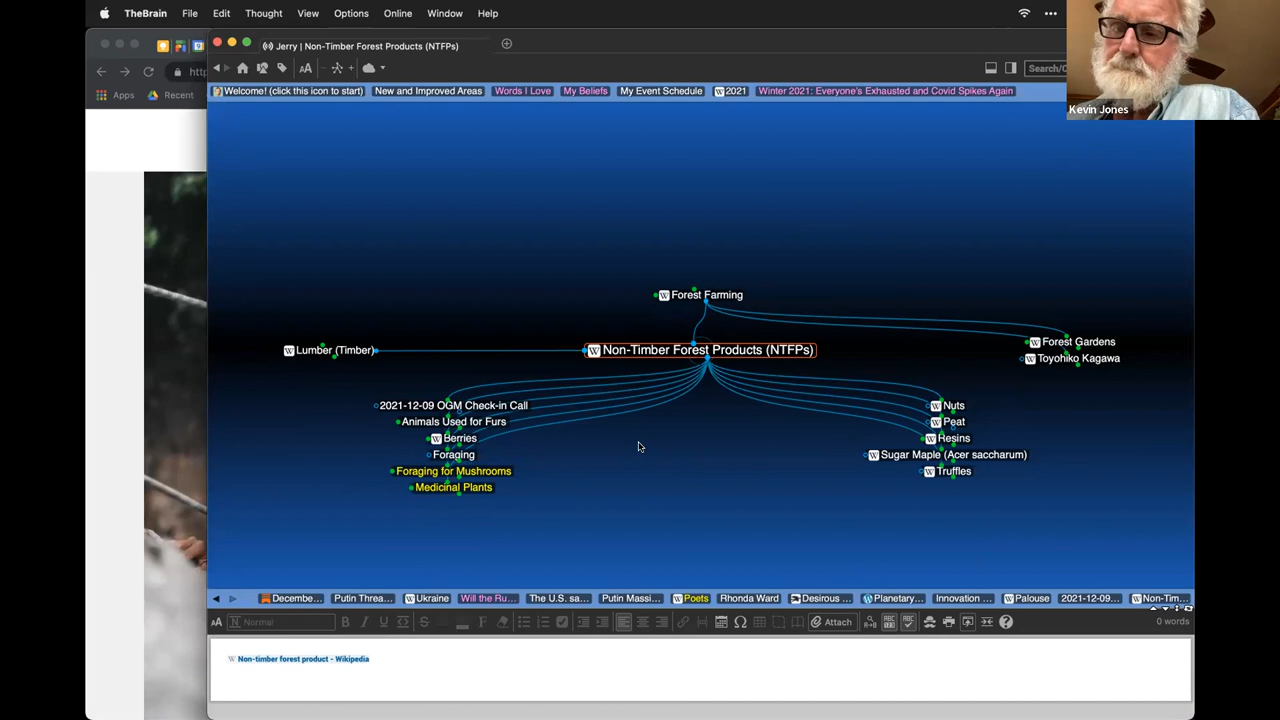 TheBrain File Edit Thought View Options Online Window Help
Jerry | Non-Timber Forest Products (NTFPs)
http
AA
Search/C
Apps Recent
Welcome! (click this icon to start) New and Improved Areas Words I Love My Beliefs My Event Schedule W 2021 Winter 2021: Everyone's Exhausted and Covid Spikes Again
Kevin Jones
W Forest Farming
W Forest Gardens
W Lumber (Timber)
W Non-Timber Forest Products (NTFPs)
W Toyohiko Kagawa
2021-12-09 OGM Check-in Call
W Nuts
Animals Used for Furs
W Peat
W Berries
W Resins
Foraging
W Sugar Maple (Acer saccharum)
Foraging for Mushrooms
W Truffles
Medicinal Plants
Decembe... Putin Threa... W Ukraine Will the Ru... The U.S. sa... Putin Massi... W Poets Rhonda Ward Desirous ... Planetary... Innovation ... W Palouse 2021-12-09... W Non-Tim...
AA Normal B I U S Attach 0 words
W Non-timber forest product - Wikipedia